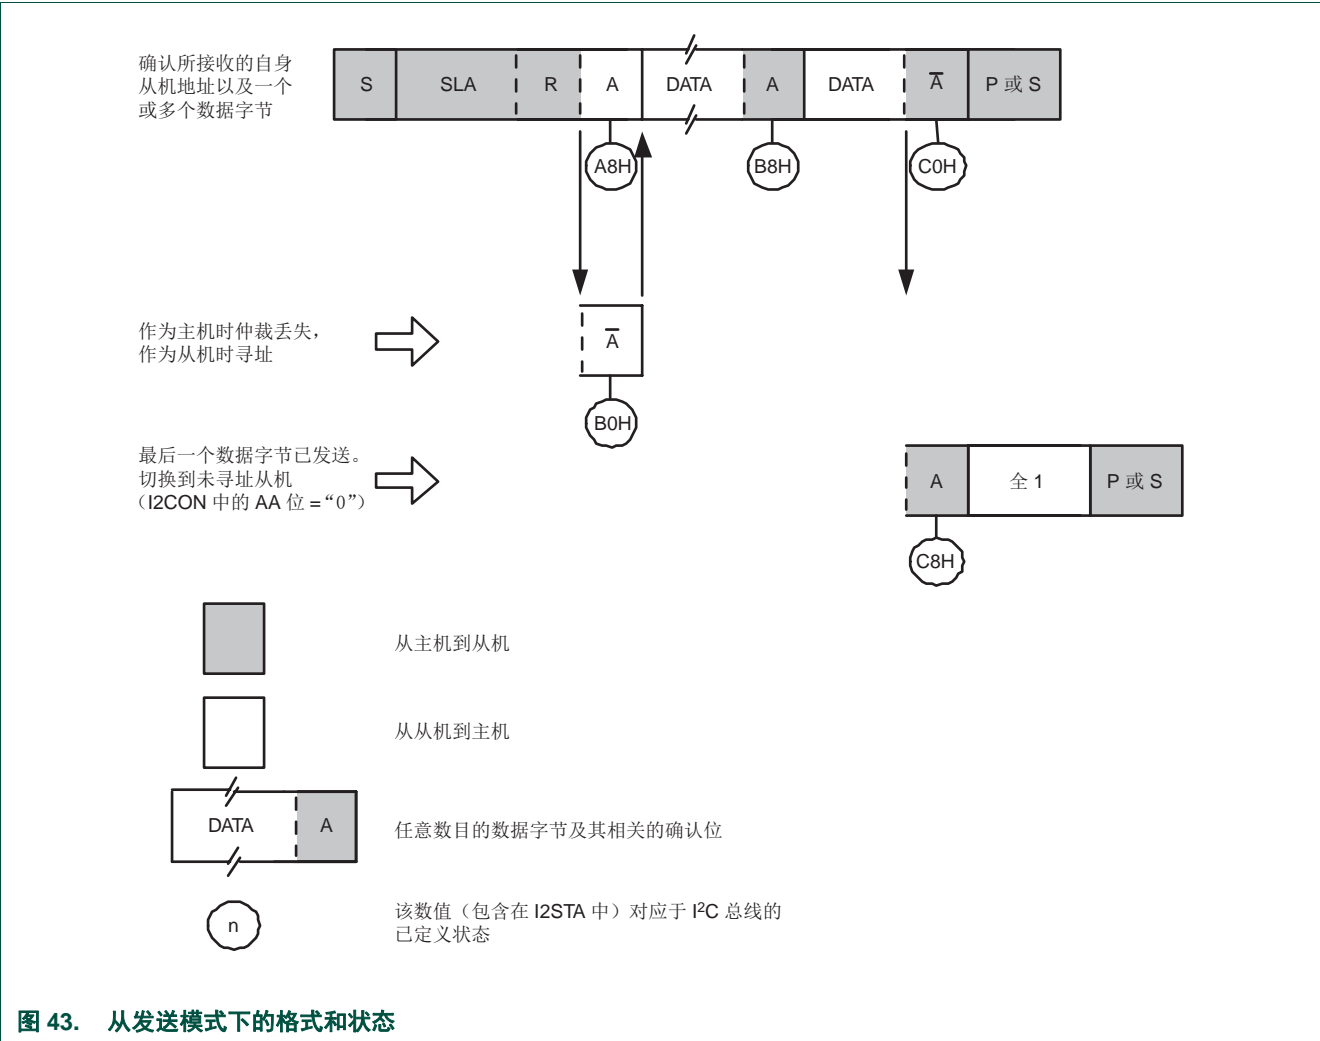 确认所接收的自身
从机地址以及一个
或多个数据字节
S SLA R A DATA A DATA A̅ P 或 S
A8H B8H C0H
作为主机时仲裁丢失，
作为从机时寻址
A̅
B0H
最后一个数据字节已发送。
切换到未寻址从机
（I2CON 中的 AA 位 =“0”）
A 全 1 P 或 S
C8H
从主机到从机
从从机到主机
DATA A
任意数目的数据字节及其相关的确认位
n
该数值（包含在 I2STA 中）对应于 I²C 总线的
已定义状态
图 43. 从发送模式下的格式和状态